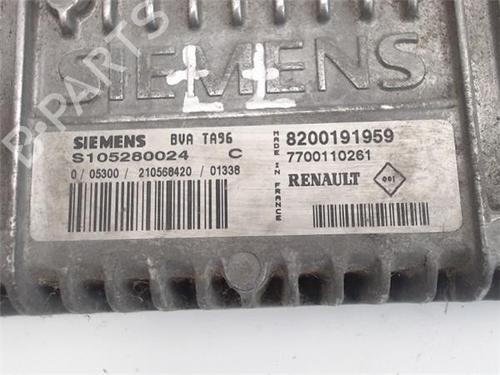 B-PARTS
SIEMENS
SIEMENS BVA TA96
S105280024 C
0 / 05300 / 210568420 / 01338
MADE IN FRANCE
8200191959
7700110261
RENAULT
001